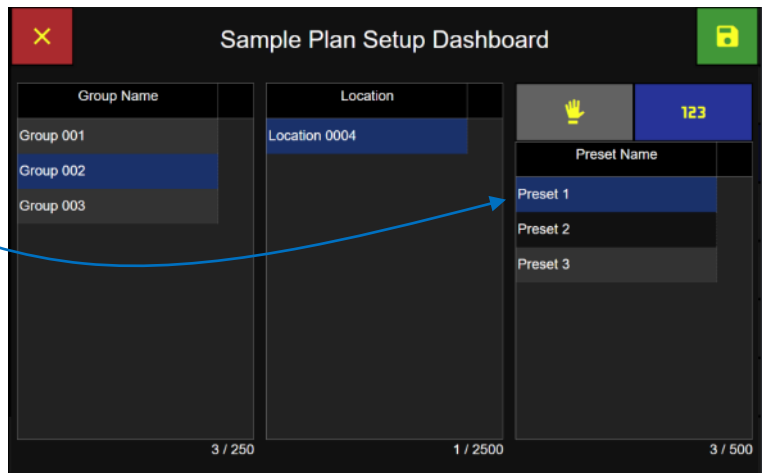 Sample Plan Setup Dashboard
Group Name
Group 001
Group 002
Group 003
3 / 250
Location
Location 0004
1 / 2500
123
Preset Name
Preset 1
Preset 2
Preset 3
3 / 500